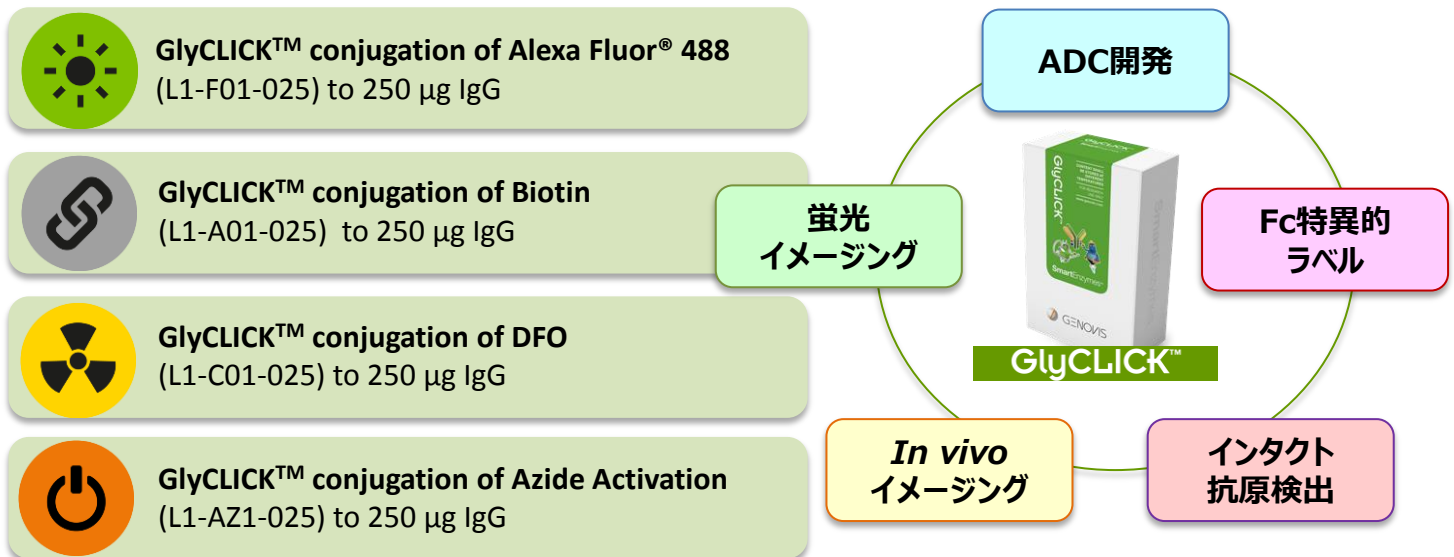 GlyCLICK™ conjugation of Alexa Fluor® 488
(L1-F01-025) to 250 µg IgG
GlyCLICK™ conjugation of Biotin
(L1-A01-025) to 250 µg IgG
GlyCLICK™ conjugation of DFO
(L1-C01-025) to 250 µg IgG
GlyCLICK™ conjugation of Azide Activation
(L1-AZ1-025) to 250 µg IgG
ADC開発
蛍光
イメージング
Fc特異的
ラベル
In vivo
イメージング
インタクト
抗原検出
GlyCLICK
SmartEnzymes™
GENOVIS
GlyCLICK™